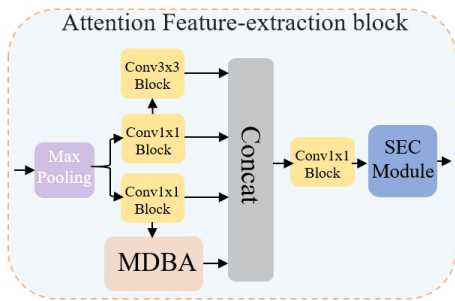 Attention Feature-extraction block
Conv3x3
Block
Conv1x1
Block
Max
Pooling
Conv1x1
Block
MDBA
Concat
Conv1x1
Block
SEC
Module